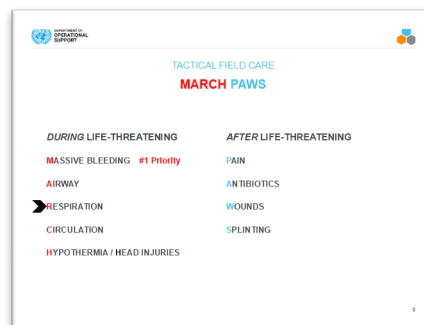 DEPARTMENT OF
OPERATIONAL
SUPPORT
TACTICAL FIELD CARE
MARCH PAWS
DURING LIFE-THREATENING
MASSIVE BLEEDING #1 Priority
AIRWAY
RESPIRATION
CIRCULATION
HYPOTHERMIA / HEAD INJURIES
AFTER LIFE-THREATENING
PAIN
ANTIBIOTICS
WOUNDS
SPLINTING
3